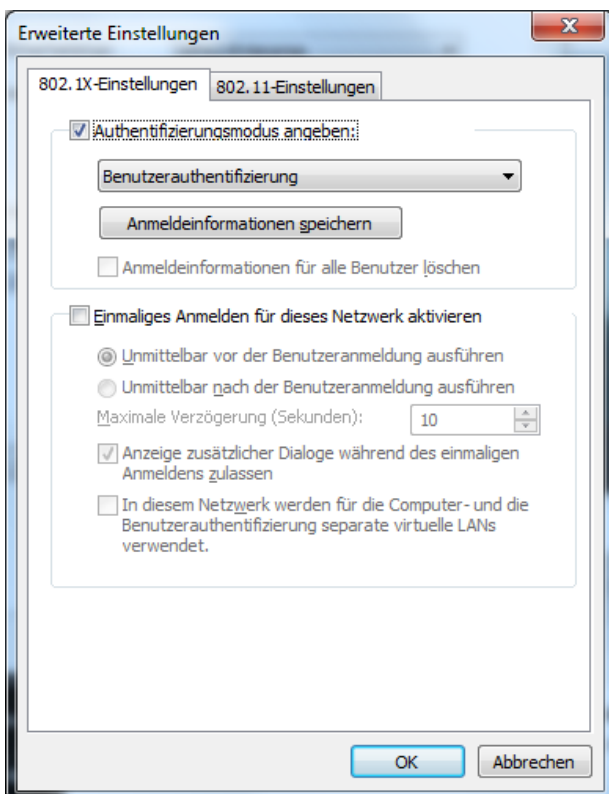 Erweiterte Einstellungen
802.1X-Einstellungen 802.11-Einstellungen
Authentifizierungsmodus angeben:
Benutzerauthentifizierung
Anmeldeinformationen speichern
Anmeldeinformationen für alle Benutzer löschen
Einmaliges Anmelden für dieses Netzwerk aktivieren
Unmittelbar vor der Benutzeranmeldung ausführen
Unmittelbar nach der Benutzeranmeldung ausführen
Maximale Verzögerung (Sekunden): 10
Anzeige zusätzlicher Dialoge während des einmaligen
Anmeldens zulassen
In diesem Netzwerk werden für die Computer- und die
Benutzerauthentifizierung separate virtuelle LANs
verwendet.
OK Abbrechen